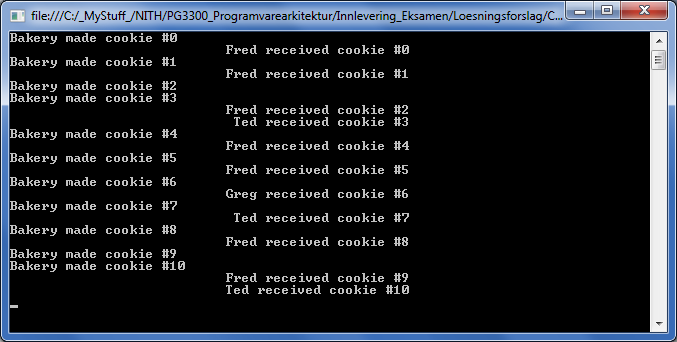 file:///C:/_MyStuff_/NITH/PG3300_Programvarearkitektur/Innlevering_Eksamen/Loesningsforslag/C...
Bakery made cookie #0
Fred received cookie #0
Bakery made cookie #1
Fred received cookie #1
Bakery made cookie #2
Bakery made cookie #3
Fred received cookie #2
Ted received cookie #3
Bakery made cookie #4
Fred received cookie #4
Bakery made cookie #5
Fred received cookie #5
Bakery made cookie #6
Greg received cookie #6
Bakery made cookie #7
Ted received cookie #7
Bakery made cookie #8
Fred received cookie #8
Bakery made cookie #9
Bakery made cookie #10
Fred received cookie #9
Ted received cookie #10